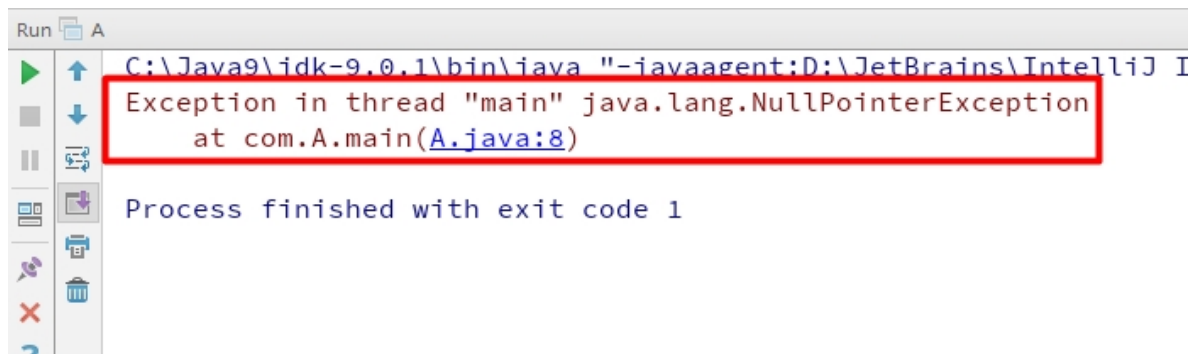 Run A
C:\Java9\jdk-9.0.1\bin\java "-javaagent:D:\JetBrains\IntelliJ I
Exception in thread "main" java.lang.NullPointerException
at com.A.main(A.java:8)
Process finished with exit code 1